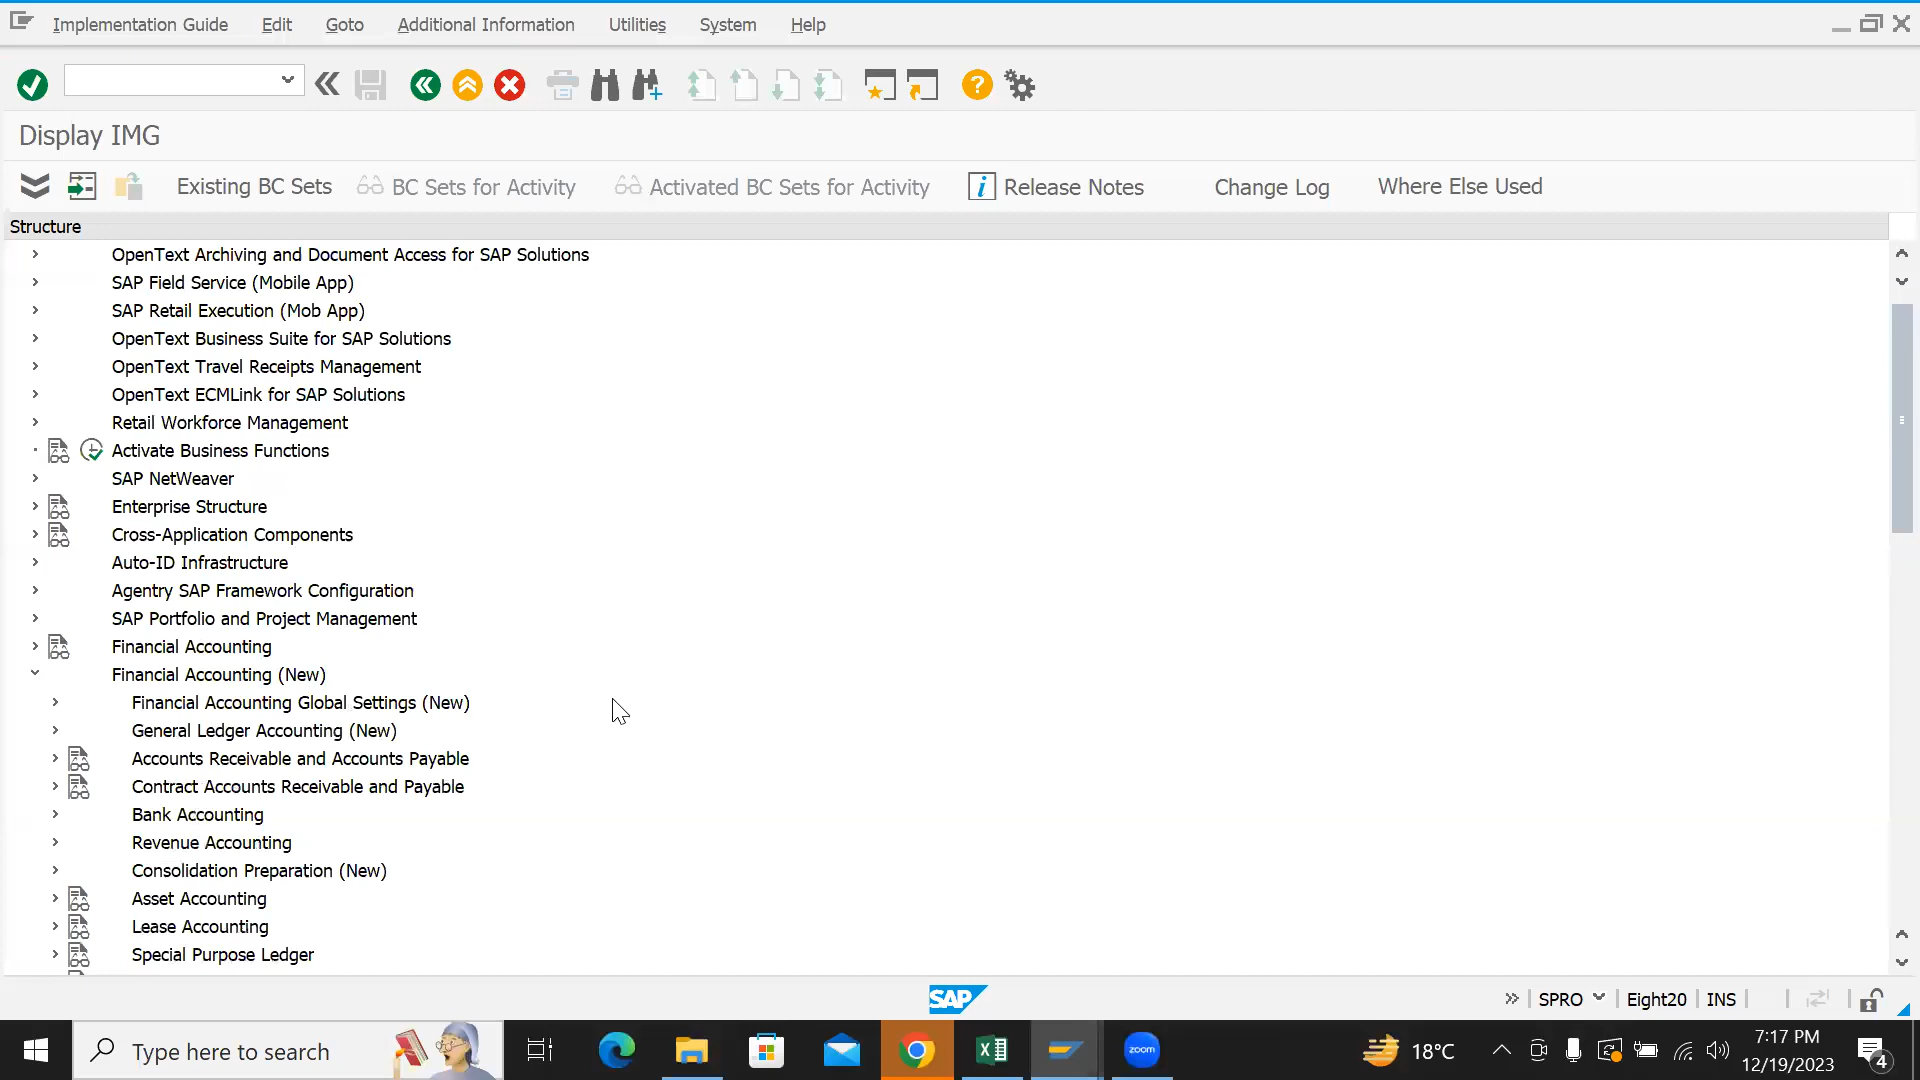 Implementation Guide Edit Goto Additional Information Utilities System Help
Display IMG
Existing BC Sets BC Sets for Activity Activated BC Sets for Activity Release Notes Change Log Where Else Used
Structure
OpenText Archiving and Document Access for SAP Solutions
SAP Field Service (Mobile App)
SAP Retail Execution (Mob App)
OpenText Business Suite for SAP Solutions
OpenText Travel Receipts Management
OpenText ECMLink for SAP Solutions
Retail Workforce Management
Activate Business Functions
SAP NetWeaver
Enterprise Structure
Cross-Application Components
Auto-ID Infrastructure
Agentry SAP Framework Configuration
SAP Portfolio and Project Management
Financial Accounting
Financial Accounting (New)
Financial Accounting Global Settings (New)
General Ledger Accounting (New)
Accounts Receivable and Accounts Payable
Contract Accounts Receivable and Payable
Bank Accounting
Revenue Accounting
Consolidation Preparation (New)
Asset Accounting
Lease Accounting
Special Purpose Ledger
SAP SPRO Eight20 INS
Type here to search zoom 18°C 7:17 PM
12/19/2023 4